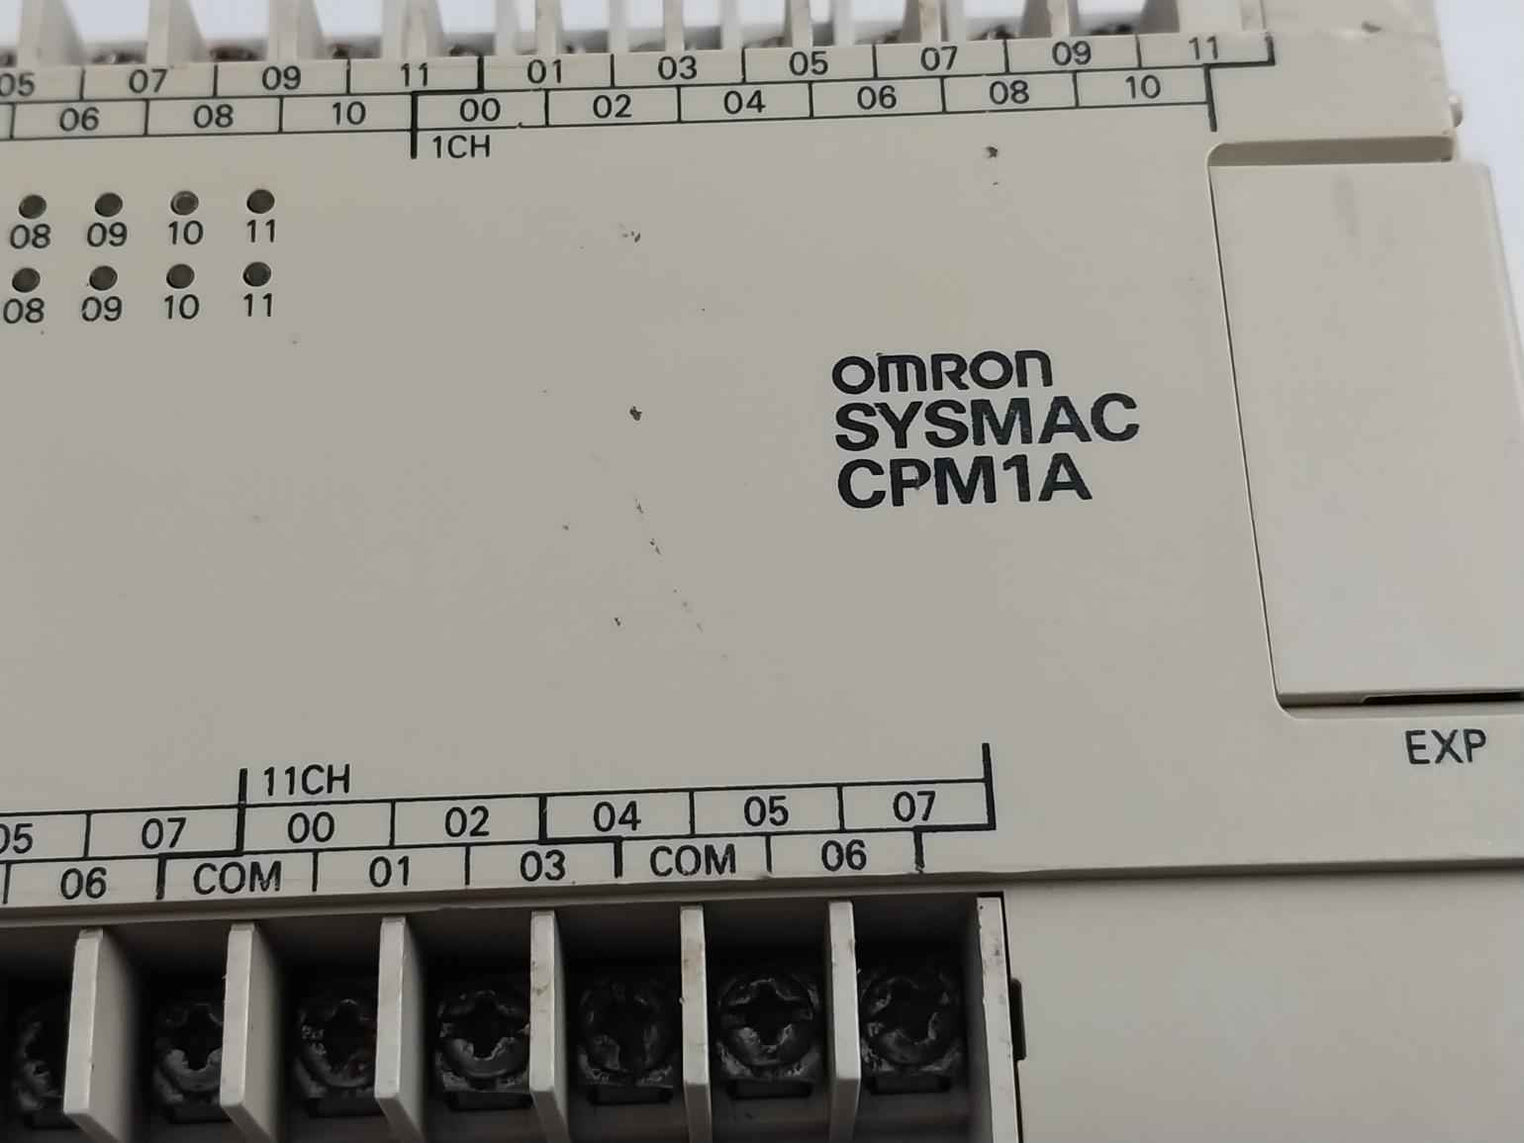 05 07 09 11 01 03 05 07 09 11
06 08 10 00 02 04 06 08 10
1CH
08 09 10 11
08 09 10 11
omron
SYSMAC
CPM1A
EXP
11CH
05 07 00 02 04 05 07
06 COM 01 03 COM 06